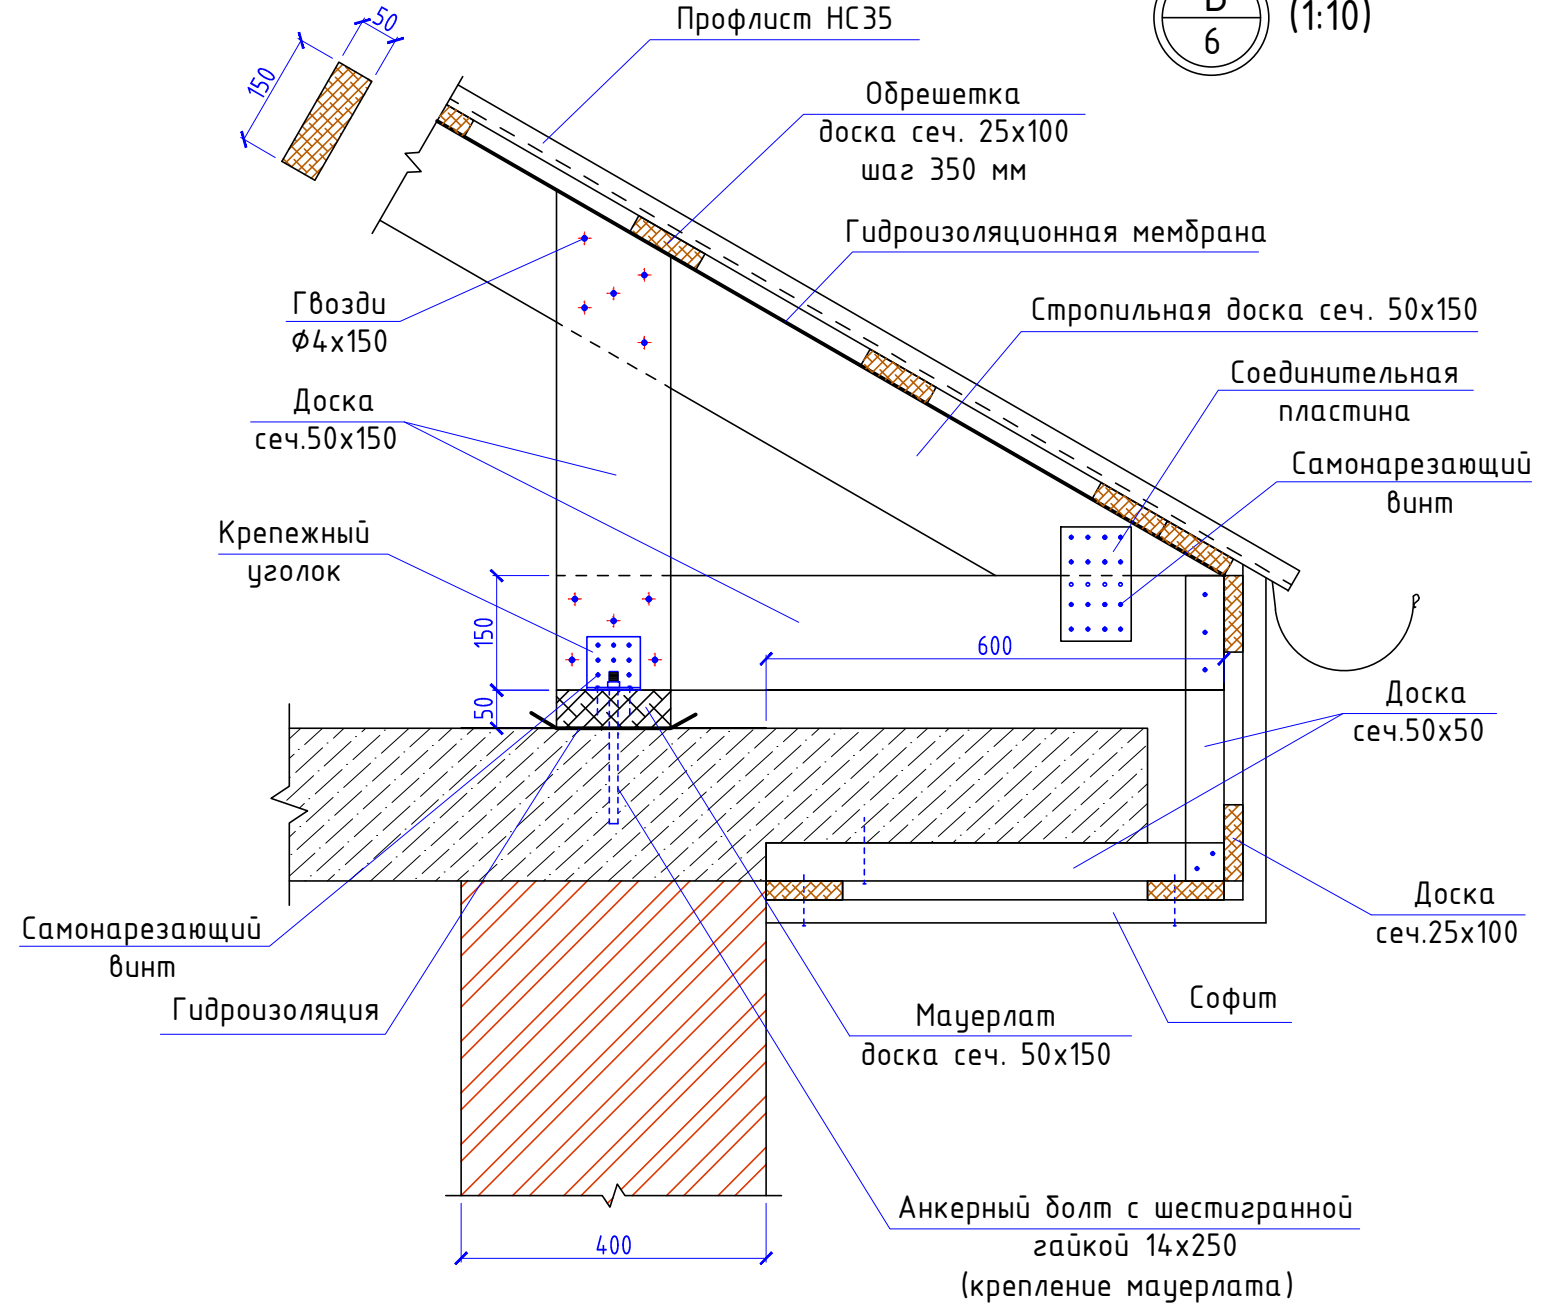 Профлист НС35
В
6
(1:10)
50
150
Обрешетка
доска сеч. 25х100
шаг 350 мм
Гидроизоляционная мембрана
Гвозди
Ф4х150
Стропильная доска сеч. 50х150
Соединительная
пластина
Доска
сеч.50х150
Самонарезающий
винт
Крепежный
уголок
150
600
50
Доска
сеч.50х50
Самонарезающий
винт
Доска
сеч.25х100
Гидроизоляция
Мауерлат
доска сеч. 50х150
Софит
Анкерный болт с шестигранной
гайкой 14х250
(крепление мауерлата)
400